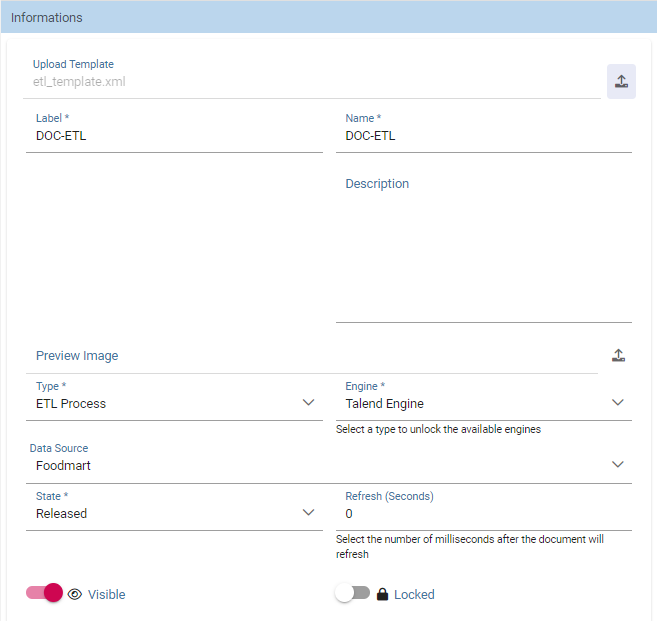 Informations
Upload Template
etl_template.xml
Label *
DOC-ETL
Name *
DOC-ETL
Description
Preview Image
Type *
ETL Process
Engine *
Talend Engine
Select a type to unlock the available engines
Data Source
Foodmart
State *
Released
Refresh (Seconds)
0
Select the number of milliseconds after the document will
refresh
Visible
Locked